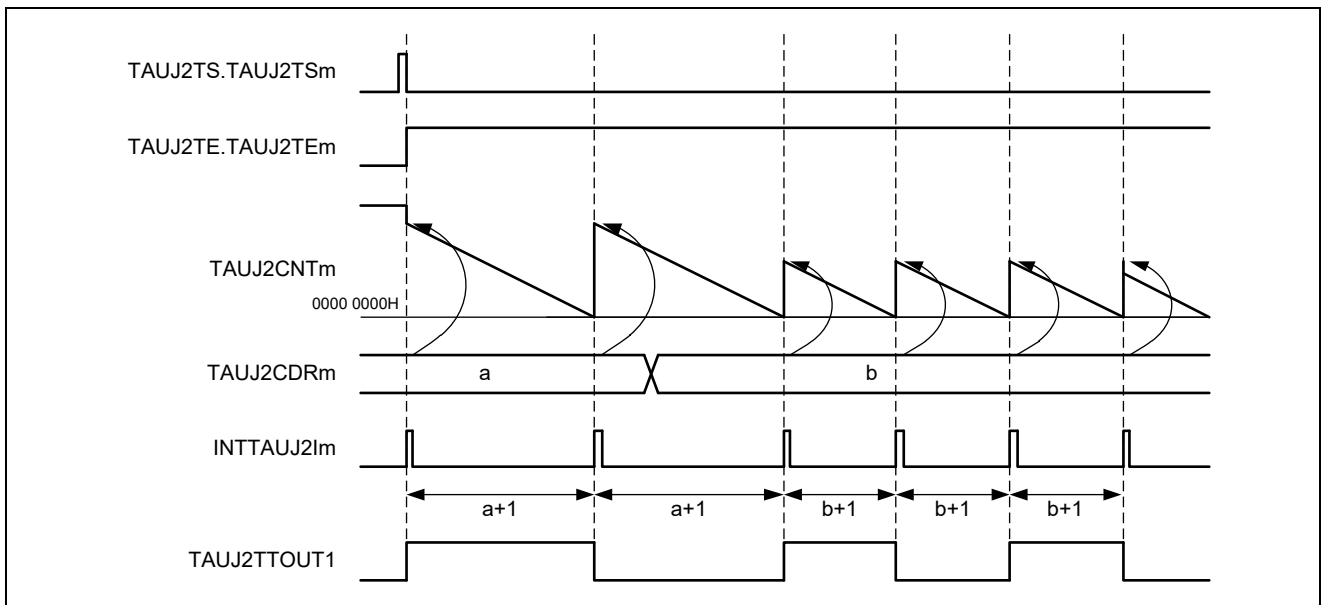 TAUJ2TS.TAUJ2TSm
TAUJ2TE.TAUJ2TEm
TAUJ2CNTm
0000 0000H
TAUJ2CDRm
a
b
INTTAUJ2Im
a+1
a+1
b+1
b+1
b+1
TAUJ2TTOUT1